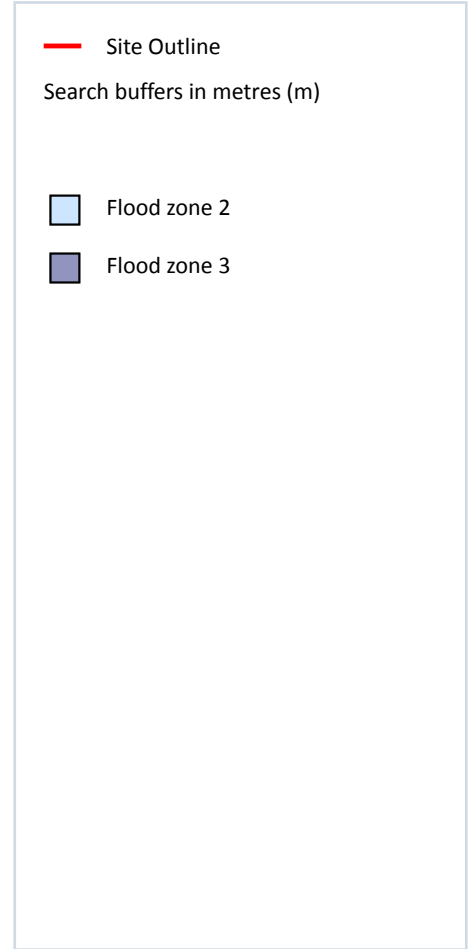 Site Outline
Search buffers in metres (m)
Flood zone 2
Flood zone 3